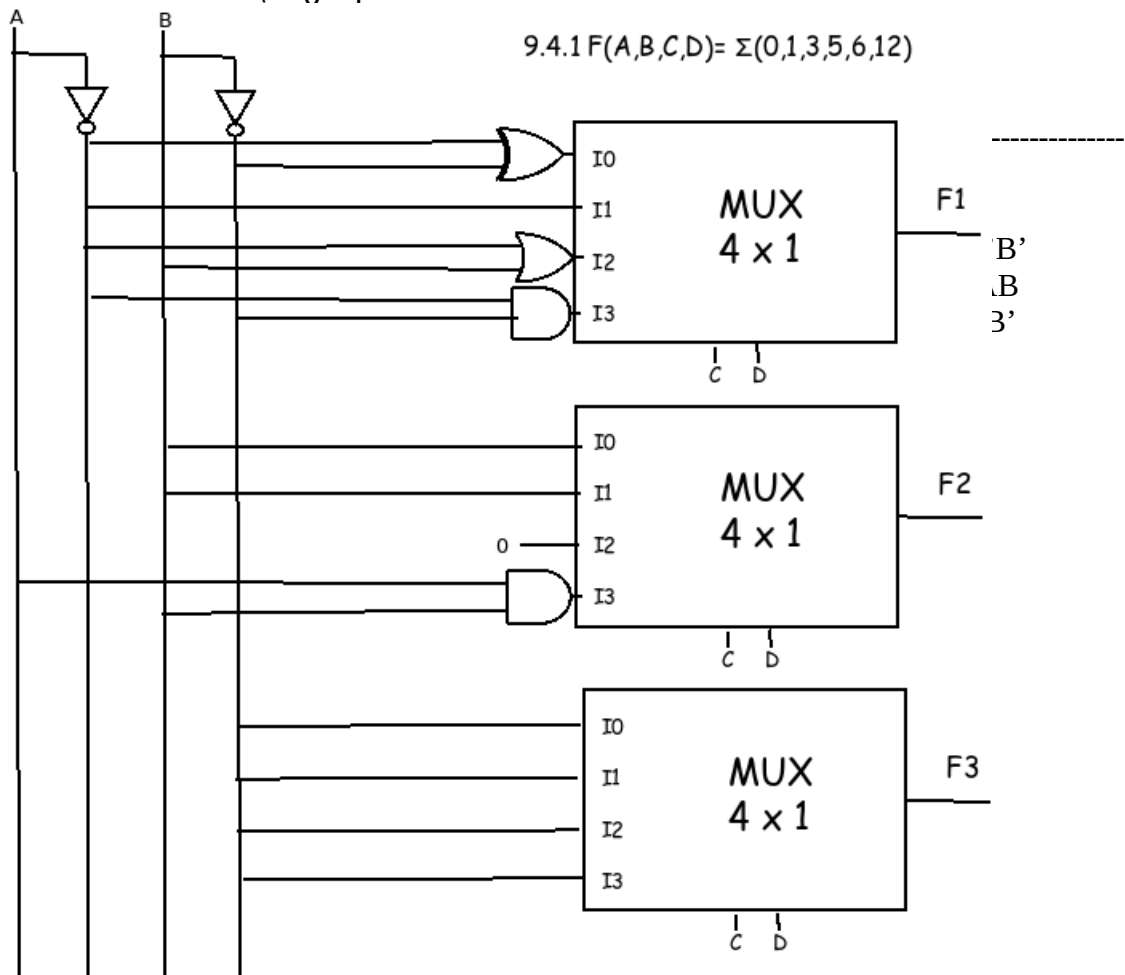 A
B
9.4.1 F(A,B,C,D)= Σ(0,1,3,5,6,12)
I0
I1
I2
I3
MUX
4 x 1
F1
C D
B’
B
B’
I0
I1
0 I2
I3
MUX
4 x 1
F2
C D
I0
I1
I2
I3
MUX
4 x 1
F3
C D